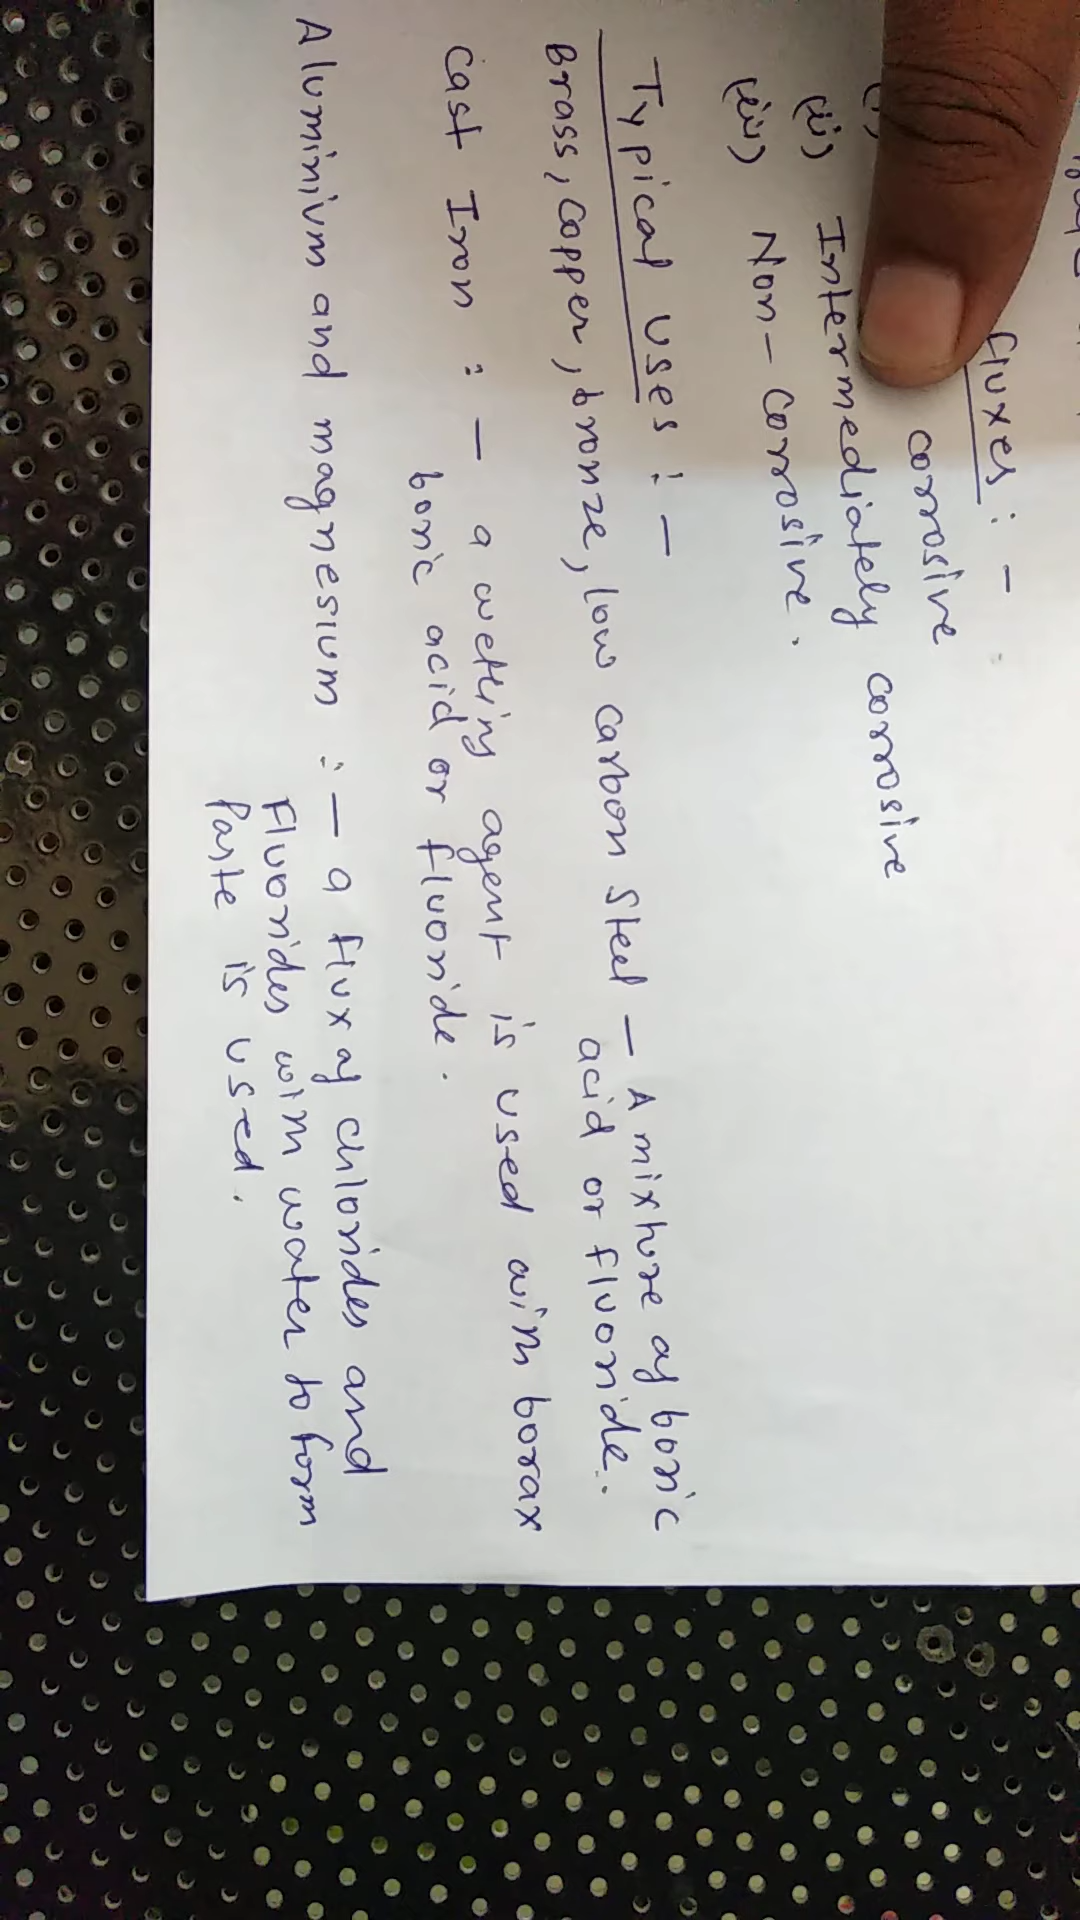 fluxes : -
corrosive
(ii) Intermediately corrosive
(iii) Non - corrosive.
Typical uses : -
Brass, Copper, bronze, low carbon Steel - A mixture of boric
acid or fluoride.
Cast Iron : - a wetting agent is used with borax
boric acid or fluoride.
Aluminium and magnesium : - a flux of chlorides and
Fluorides with water to form
Paste is used.